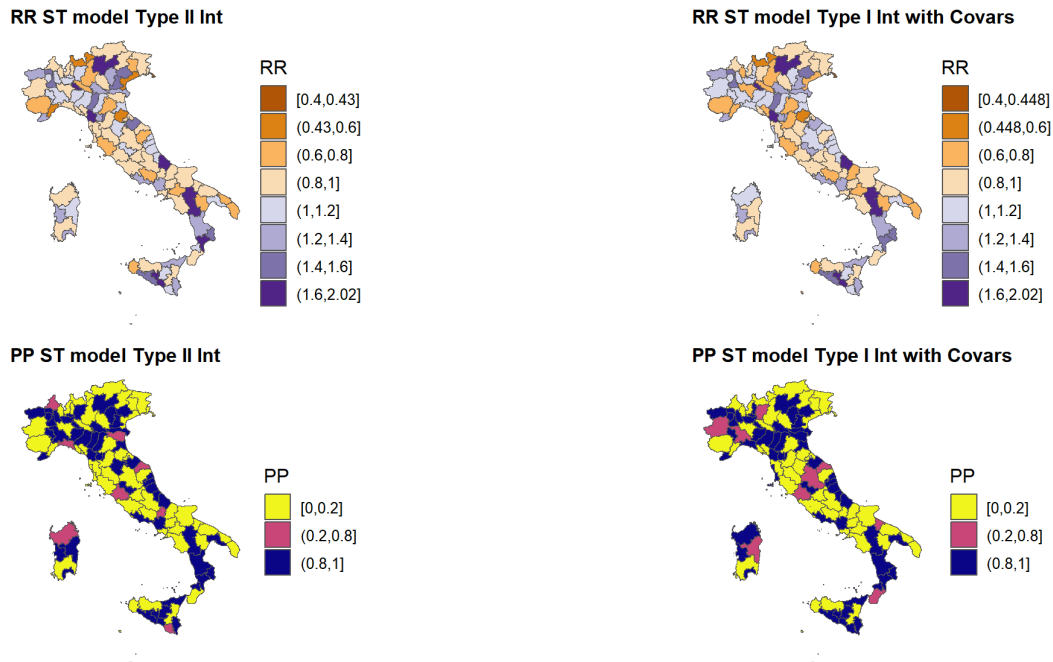 RR ST model Type II Int
RR
[0.4,0.43]
(0.43,0.6]
(0.6,0.8]
(0.8,1]
(1,1.2]
(1.2,1.4]
(1.4,1.6]
(1.6,2.02]
RR ST model Type I Int with Covars
RR
[0.4,0.448]
(0.448,0.6]
(0.6,0.8]
(0.8,1]
(1,1.2]
(1.2,1.4]
(1.4,1.6]
(1.6,2.02]
PP ST model Type II Int
PP
[0,0.2]
(0.2,0.8]
(0.8,1]
PP ST model Type I Int with Covars
PP
[0,0.2]
(0.2,0.8]
(0.8,1]